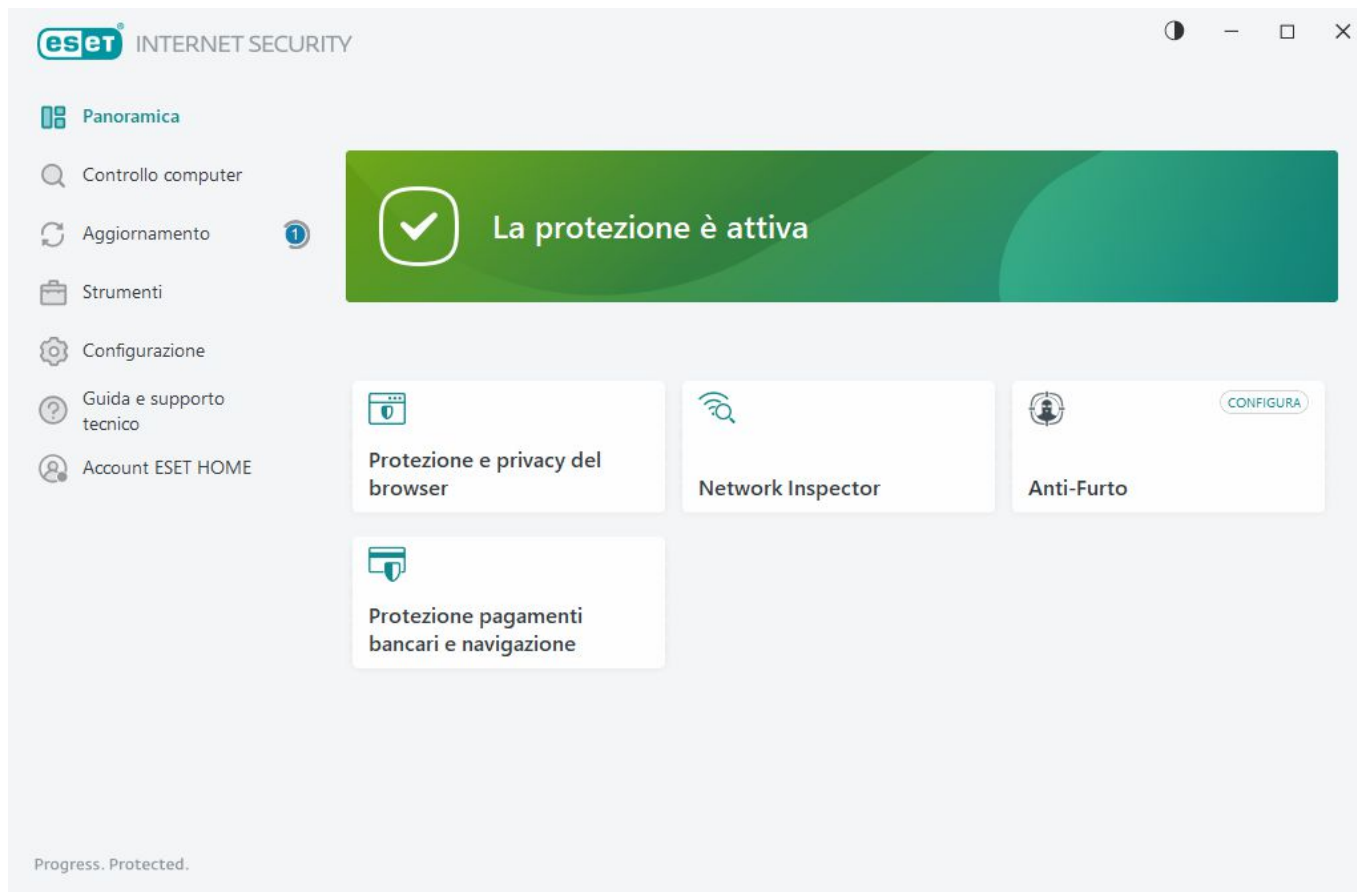 eset® INTERNET SECURITY
Panoramica
Controllo computer
Aggiornamento 1
Strumenti
Configurazione
Guida e supporto
tecnico
Account ESET HOME
La protezione è attiva
Protezione e privacy del
browser
Network Inspector
CONFIGURA
Anti-Furto
Protezione pagamenti
bancari e navigazione
Progress. Protected.